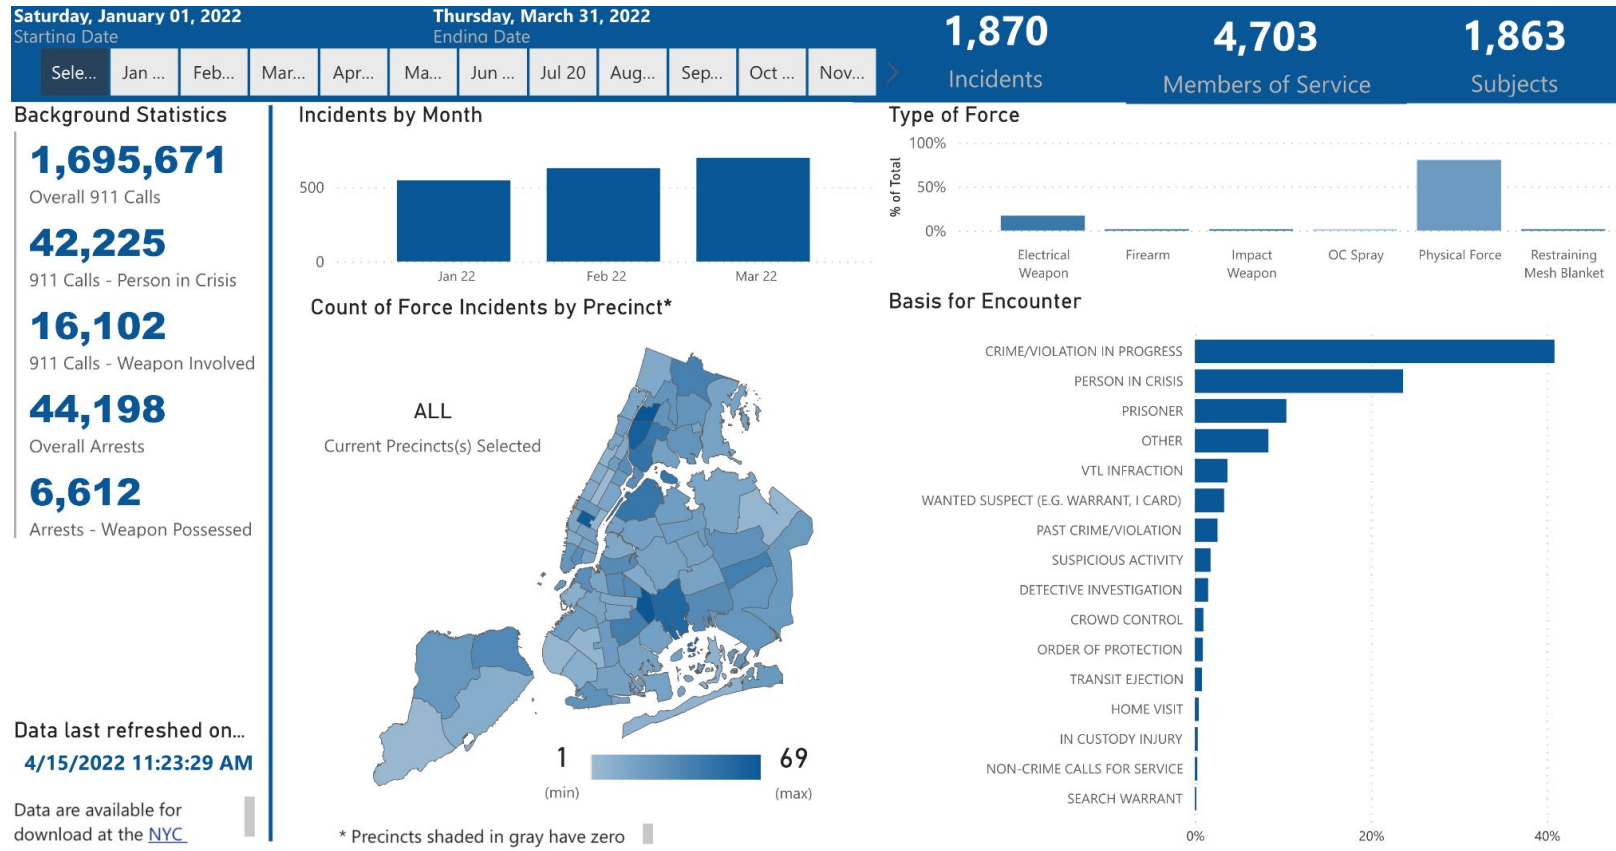 Saturday, January 01, 2022
Starting Date
Thursday, March 31, 2022
Ending Date
Sele...
Jan ...
Feb...
Mar...
Apr...
Ma...
Jun ...
Jul 20
Aug...
Sep...
Oct ...
Nov...
1,870
Incidents
4,703
Members of Service
1,863
Subjects
Background Statistics
1,695,671
Overall 911 Calls
42,225
911 Calls - Person in Crisis
16,102
911 Calls - Weapon Involved
44,198
Overall Arrests
6,612
Arrests - Weapon Possessed
Data last refreshed on...
4/15/2022 11:23:29 AM
Data are available for
download at the NYC
Incidents by Month
500
0
Jan 22
Feb 22
Mar 22
Count of Force Incidents by Precinct*
ALL
Current Precincts(s) Selected
1
(min)
69
(max)
* Precincts shaded in gray have zero
Type of Force
% of Total
100%
50%
0%
Electrical
Weapon
Firearm
Impact
Weapon
OC Spray
Physical Force
Restraining
Mesh Blanket
Basis for Encounter
CRIME/VIOLATION IN PROGRESS
PERSON IN CRISIS
PRISONER
OTHER
VTL INFRACTION
WANTED SUSPECT (E.G. WARRANT, I CARD)
PAST CRIME/VIOLATION
SUSPICIOUS ACTIVITY
DETECTIVE INVESTIGATION
CROWD CONTROL
ORDER OF PROTECTION
TRANSIT EJECTION
HOME VISIT
IN CUSTODY INJURY
NON-CRIME CALLS FOR SERVICE
SEARCH WARRANT
0%
20%
40%